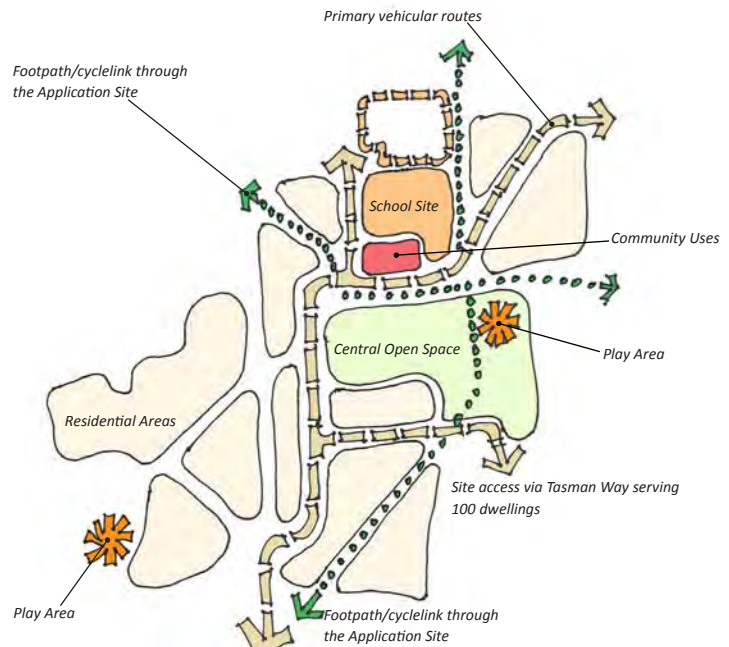 Primary vehicular routes
Footpath/cyclelink through
the Application Site
School Site
Community Uses
Central Open Space
Play Area
Residential Areas
Site access via Tasman Way serving
100 dwellings
Play Area
Footpath/cyclelink through
the Application Site